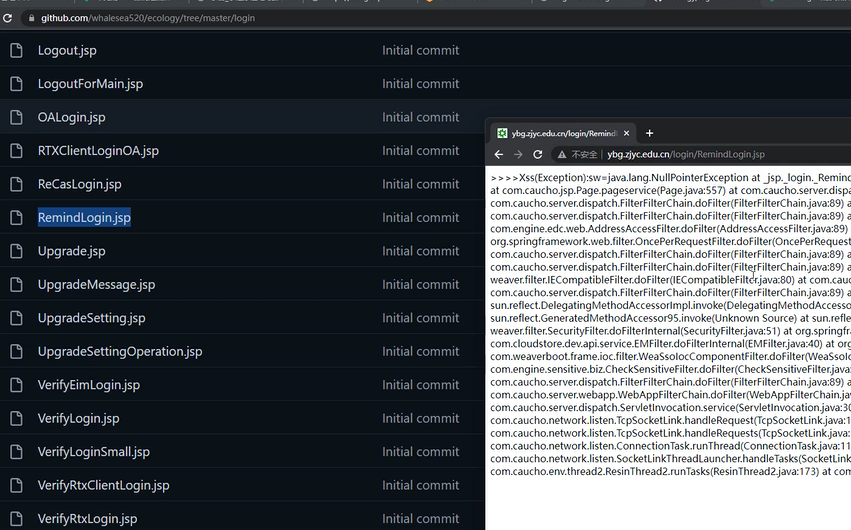 github.com/whalesea520/ecology/tree/master/login
Logout.jsp Initial commit
LogoutForMain.jsp Initial commit
OALogin.jsp Initial commit
RTXClientLoginOA.jsp Initial commit
ReCasLogin.jsp Initial commit
RemindLogin.jsp Initial commit
Upgrade.jsp Initial commit
UpgradeMessage.jsp Initial commit
UpgradeSetting.jsp Initial commit
UpgradeSettingOperation.jsp Initial commit
VerifyEimLogin.jsp Initial commit
VerifyLogin.jsp Initial commit
VerifyLoginSmall.jsp Initial commit
VerifyRtxClientLogin.jsp Initial commit
VerifyRtxLogin.jsp Initial commit
ybg.zjyc.edu.cn/login/Remind
不安全 ybg.zjyc.edu.cn/login/RemindLogin.jsp
>>>>Xss(Exception):sw=java.lang.NullPointerException at _jsp._login._Remind
at com.caucho.jsp.Page.pageservice(Page.java:557) at com.caucho.server.dispa
com.caucho.server.dispatch.FilterFilterChain.doFilter(FilterFilterChain.java:89) a
com.caucho.server.dispatch.FilterFilterChain.doFilter(FilterFilterChain.java:89) a
com.engine.edc.web.AddressAccessFilter.doFilter(AddressAccessFilter.java:89)
org.springframework.web.filter.OncePerRequestFilter.doFilter(OncePerRequest
com.caucho.server.dispatch.FilterFilterChain.doFilter(FilterFilterChain.java:89) a
com.caucho.server.dispatch.FilterFilterChain.doFilter(FilterFilterChain.java:89) a
weaver.filter.IECompatibleFilter.doFilter(IECompatibleFilter.java:80) at com.cauc
com.caucho.server.dispatch.FilterFilterChain.doFilter(FilterFilterChain.java:89) a
sun.reflect.DelegatingMethodAccessorImpl.invoke(DelegatingMethodAccesso
sun.reflect.GeneratedMethodAccessor95.invoke(Unknown Source) at sun.refle
weaver.filter.SecurityFilter.doFilterInternal(SecurityFilter.java:51) at org.springf
com.cloudstore.dev.api.service.EMFilter.doFilterInternal(EMFilter.java:40) at org
com.weaverboot.frame.ioc.filter.WeaSsoIocComponentFilter.doFilter(WeaSsoI
com.engine.sensitive.biz.CheckSensitiveFilter.doFilter(CheckSensitiveFilter.java:
com.caucho.server.dispatch.FilterFilterChain.doFilter(FilterFilterChain.java:89) a
com.caucho.server.webapp.WebAppFilterChain.doFilter(WebAppFilterChain.jav
com.caucho.server.dispatch.ServletInvocation.service(ServletInvocation.java:30
com.caucho.network.listen.TcpSocketLink.handleRequest(TcpSocketLink.java:1
com.caucho.network.listen.TcpSocketLink.handleRequests(TcpSocketLink.java:
com.caucho.network.listen.ConnectionTask.runThread(ConnectionTask.java:11
com.caucho.network.listen.SocketLinkThreadLauncher.handleTasks(SocketLink
com.caucho.env.thread2.ResinThread2.runTasks(ResinThread2.java:173) at com